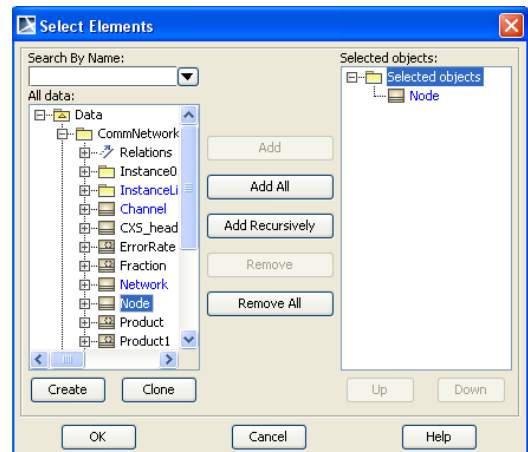 Select Elements
Search By Name:
All data:
Data
CommNetwork
Relations
Instance0
InstanceLi
Channel
CXS_head
ErrorRate
Fraction
Network
Node
Product
Product1
Create
Clone
Add
Add All
Add Recursively
Remove
Remove All
Selected objects:
Selected objects
Node
Up
Down
OK
Cancel
Help